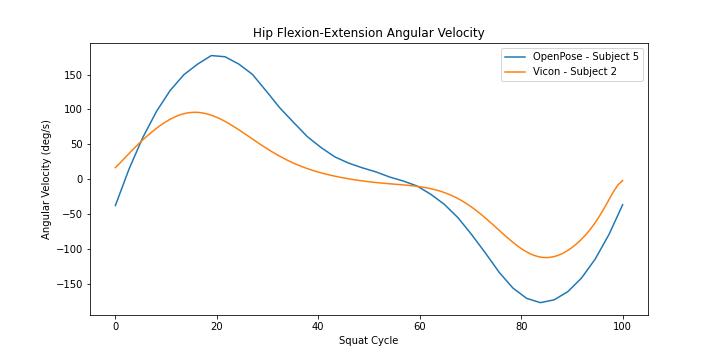 Hip Flexion-Extension Angular Velocity
OpenPose - Subject 5
Vicon - Subject 2
Angular Velocity (deg/s)
150
100
50
0
−50
−100
−150
0 20 40 60 80 100
Squat Cycle